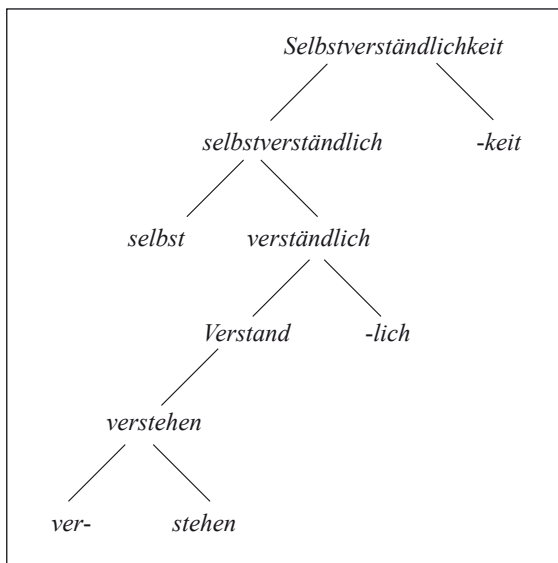 Selbstverständlichkeit
selbstverständlich -keit
selbst verständlich
Verstand -lich
verstehen
ver- stehen